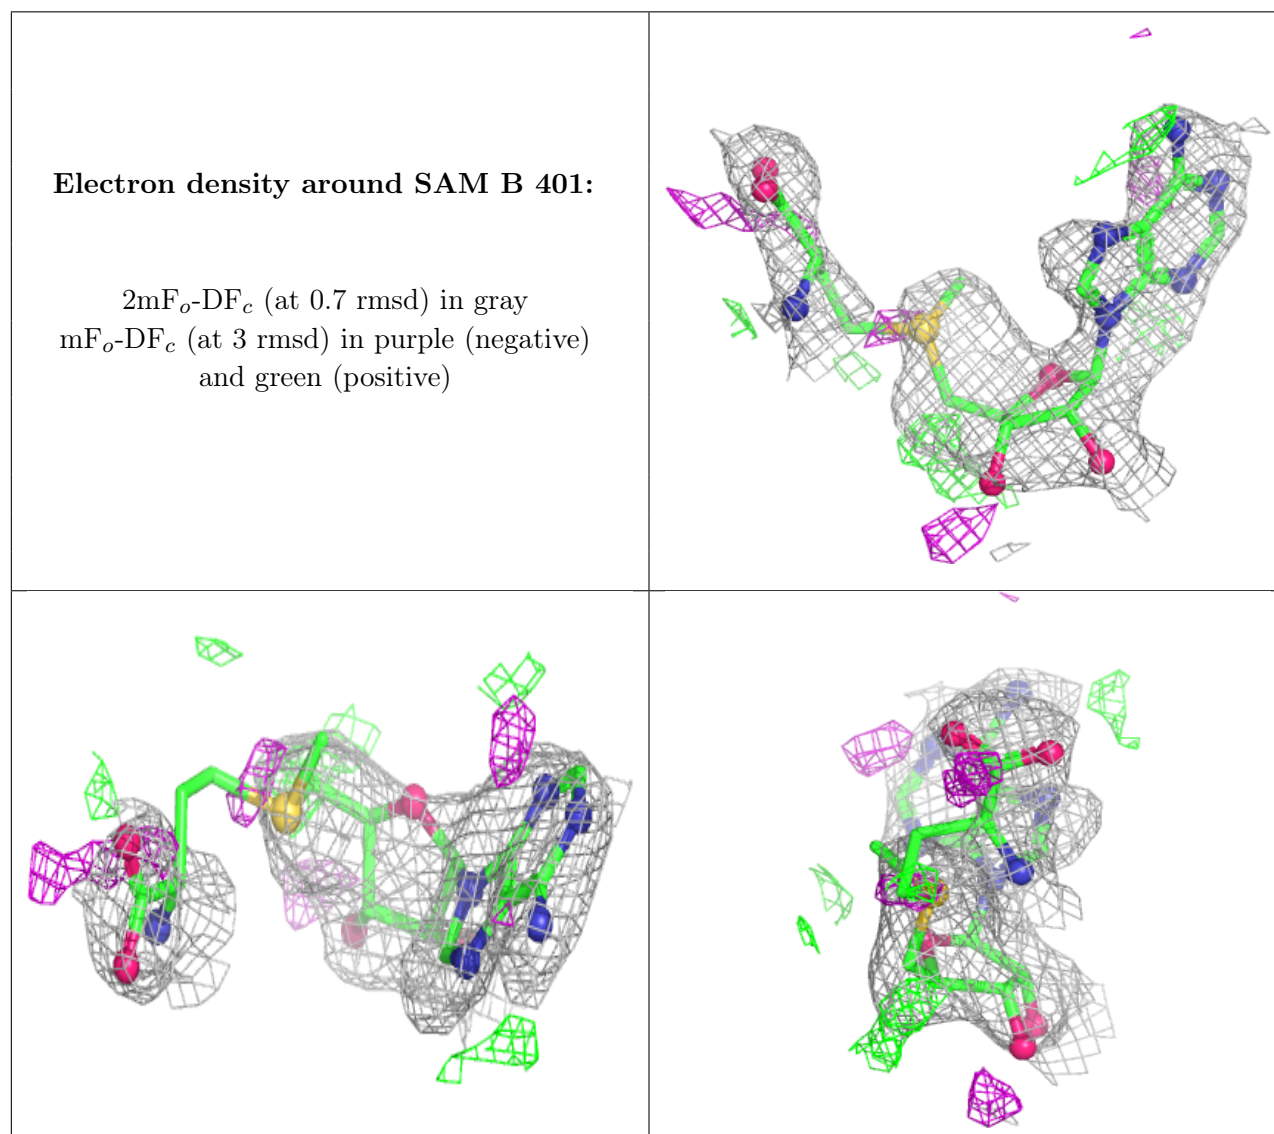 Electron density around SAM B 401:
2mFo-DFc (at 0.7 rmsd) in gray
mFo-DFc (at 3 rmsd) in purple (negative)
and green (positive)